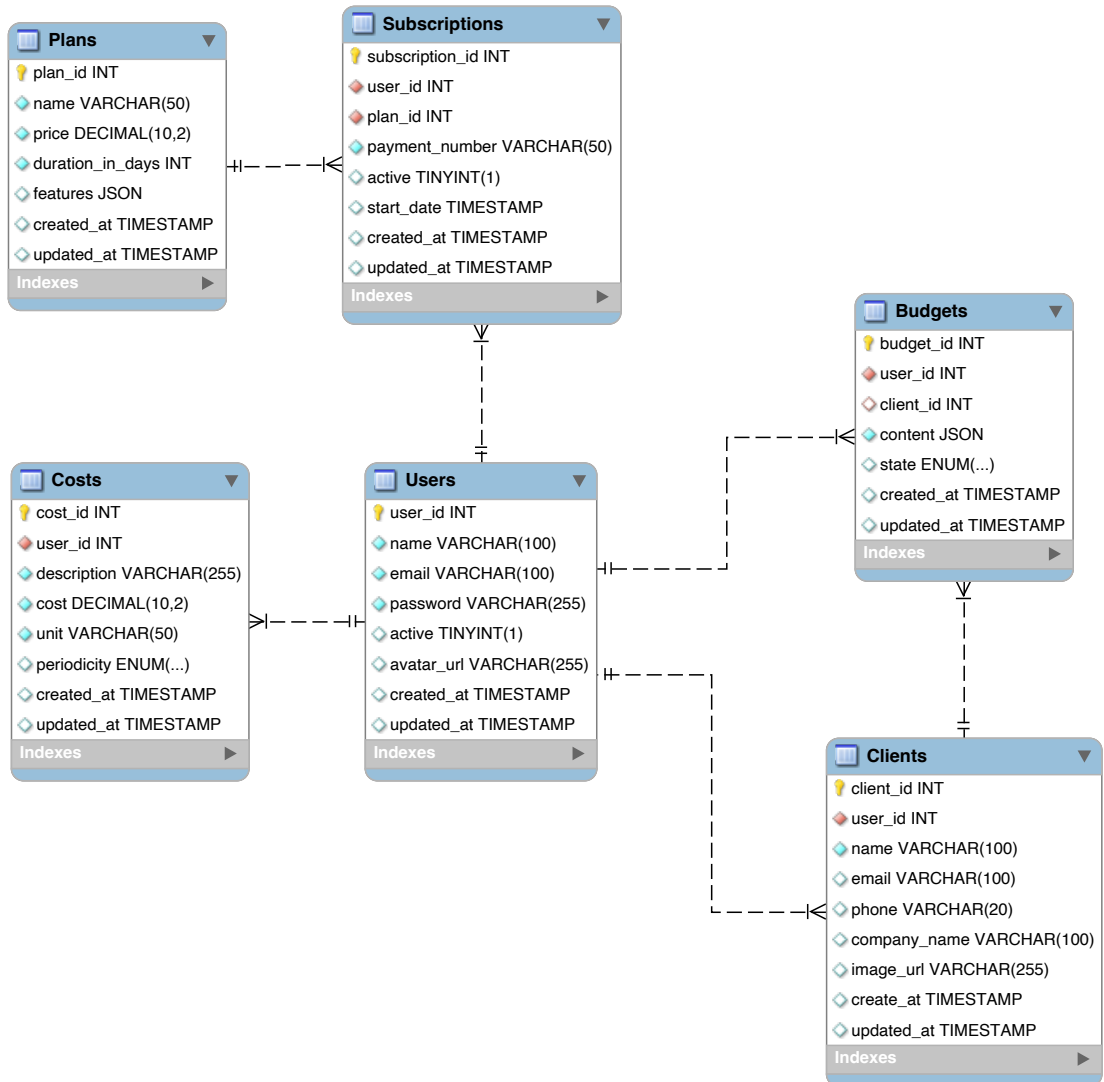 Plans
plan_id INT
name VARCHAR(50)
price DECIMAL(10,2)
duration_in_days INT
features JSON
created_at TIMESTAMP
updated_at TIMESTAMP
Indexes
Subscriptions
subscription_id INT
user_id INT
plan_id INT
payment_number VARCHAR(50)
active TINYINT(1)
start_date TIMESTAMP
created_at TIMESTAMP
updated_at TIMESTAMP
Indexes
Budgets
budget_id INT
user_id INT
client_id INT
content JSON
state ENUM(...)
created_at TIMESTAMP
updated_at TIMESTAMP
Indexes
Costs
cost_id INT
user_id INT
description VARCHAR(255)
cost DECIMAL(10,2)
unit VARCHAR(50)
periodicity ENUM(...)
created_at TIMESTAMP
updated_at TIMESTAMP
Indexes
Users
user_id INT
name VARCHAR(100)
email VARCHAR(100)
password VARCHAR(255)
active TINYINT(1)
avatar_url VARCHAR(255)
created_at TIMESTAMP
updated_at TIMESTAMP
Indexes
Clients
client_id INT
user_id INT
name VARCHAR(100)
email VARCHAR(100)
phone VARCHAR(20)
company_name VARCHAR(100)
image_url VARCHAR(255)
create_at TIMESTAMP
updated_at TIMESTAMP
Indexes